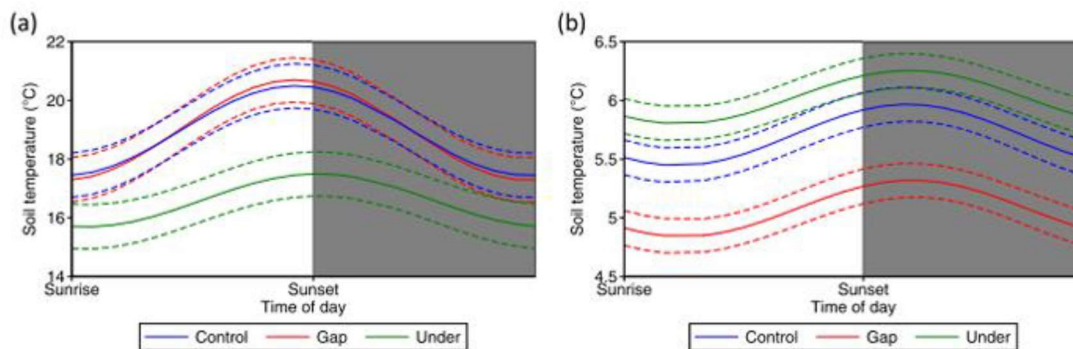 (a)
22
20
18
16
14
Soil temperature (°C)
Sunrise
Sunset
Time of day
Control
Gap
Under
(b)
6.5
6
5.5
5
4.5
Soil temperature (°C)
Sunrise
Sunset
Time of day
Control
Gap
Under